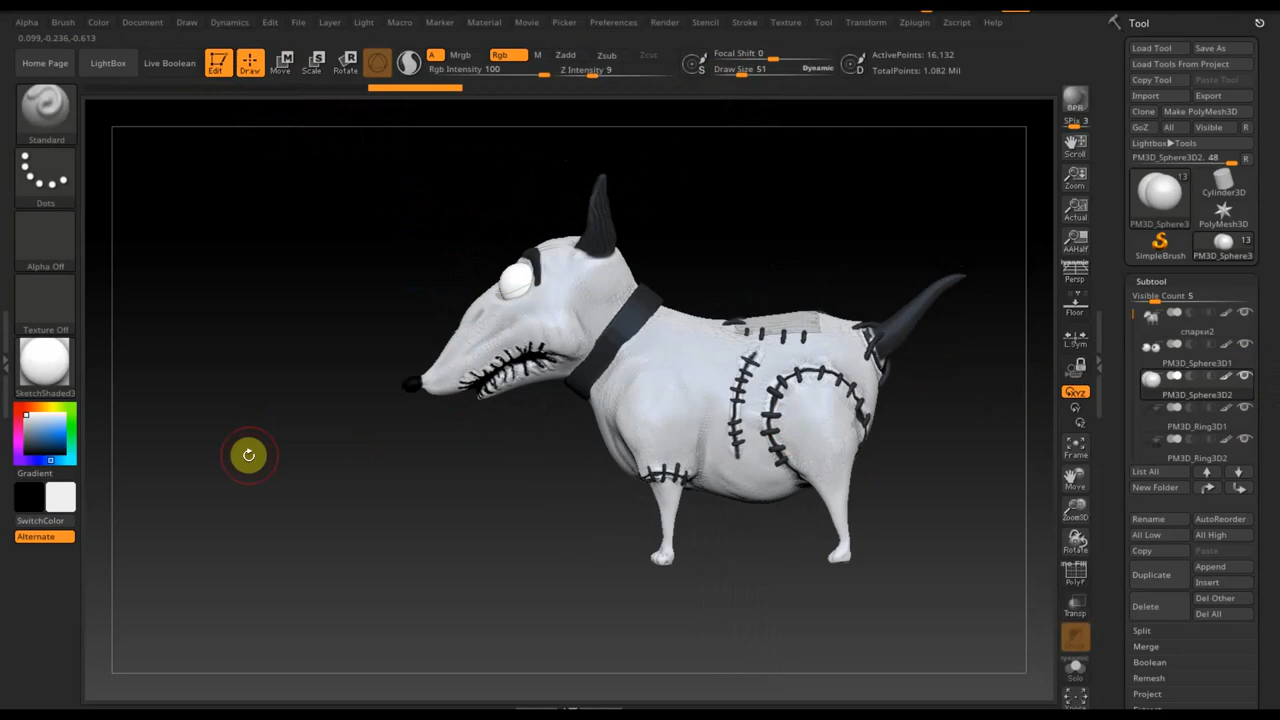 Alpha Brush Color Document Draw Dynamics Edit File Layer Light Macro Marker Material Movie Picker Preferences Render Stencil Stroke Texture Tool Transform Zplugin Zscript Help
Tool
0.099,-0.236,-0.613
Home Page
LightBox
Live Boolean
Edit
Draw
Move
Scale
Rotate
A Mrgb Rgb M Zadd Zsub Zcut
Rgb Intensity 100 Z Intensity 9
Focal Shift 0
Draw Size 51 Dynamic
ActivePoints: 16,132
TotalPoints: 1.082 Mil
Load Tool Save As
Load Tools From Project
Copy Tool Paste Tool
Import Export
Clone Make PolyMesh3D
GoZ All Visible R
Lightbox▶Tools
PM3D_Sphere3D2. 48 R
13
PM3D_Sphere3
Cylinder3D
PolyMesh3D
SimpleBrush
13
PM3D_Sphere3
Subtool
Visible Count 5
спарки2
PM3D_Sphere3D1
PM3D_Sphere3D2
PM3D_Ring3D1
PM3D_Ring3D2
List All
New Folder
Rename AutoReorder
All Low All High
Copy Paste
Duplicate
Append
Insert
Delete
Del Other
Del All
Split
Merge
Boolean
Remesh
Project
Standard
Dots
Alpha Off
Texture Off
SketchShaded3
Gradient
SwitchColor
Alternate
BPR
SPix 3
Scroll
Zoom
Actual
AAHalf
Dynamic
Persp
Floor
L.Sym
XYZ
Frame
Move
Zoom3D
Rotate
PolyF
Transp
Dynamic
Solo